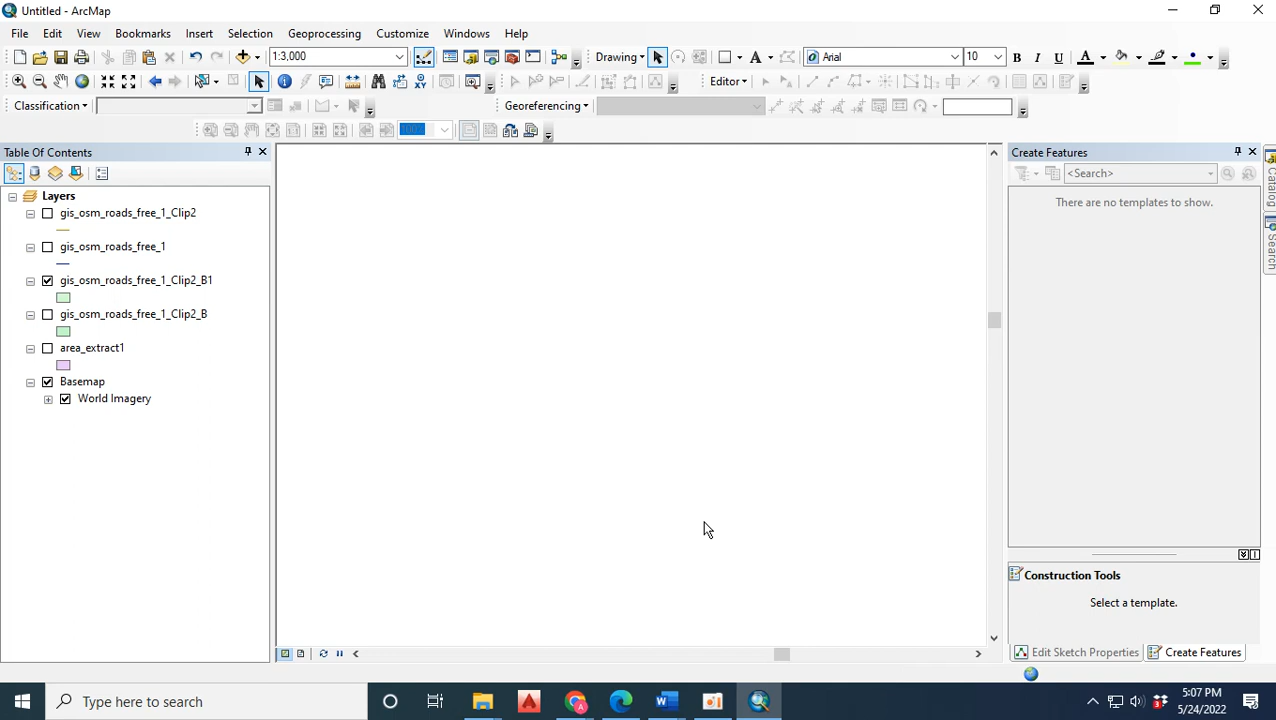 Untitled - ArcMap
File Edit View Bookmarks Insert Selection Geoprocessing Customize Windows Help
1:3,000 Drawing Arial 10 B I U A
Editor
Classification Georeferencing
Table Of Contents
Layers
gis_osm_roads_free_1_Clip2
gis_osm_roads_free_1
gis_osm_roads_free_1_Clip2_B1
gis_osm_roads_free_1_Clip2_B
area_extract1
Basemap
World Imagery
Create Features
<Search>
There are no templates to show.
Catalog
Search
Construction Tools
Select a template.
Edit Sketch Properties Create Features
Type here to search
5:07 PM
5/24/2022